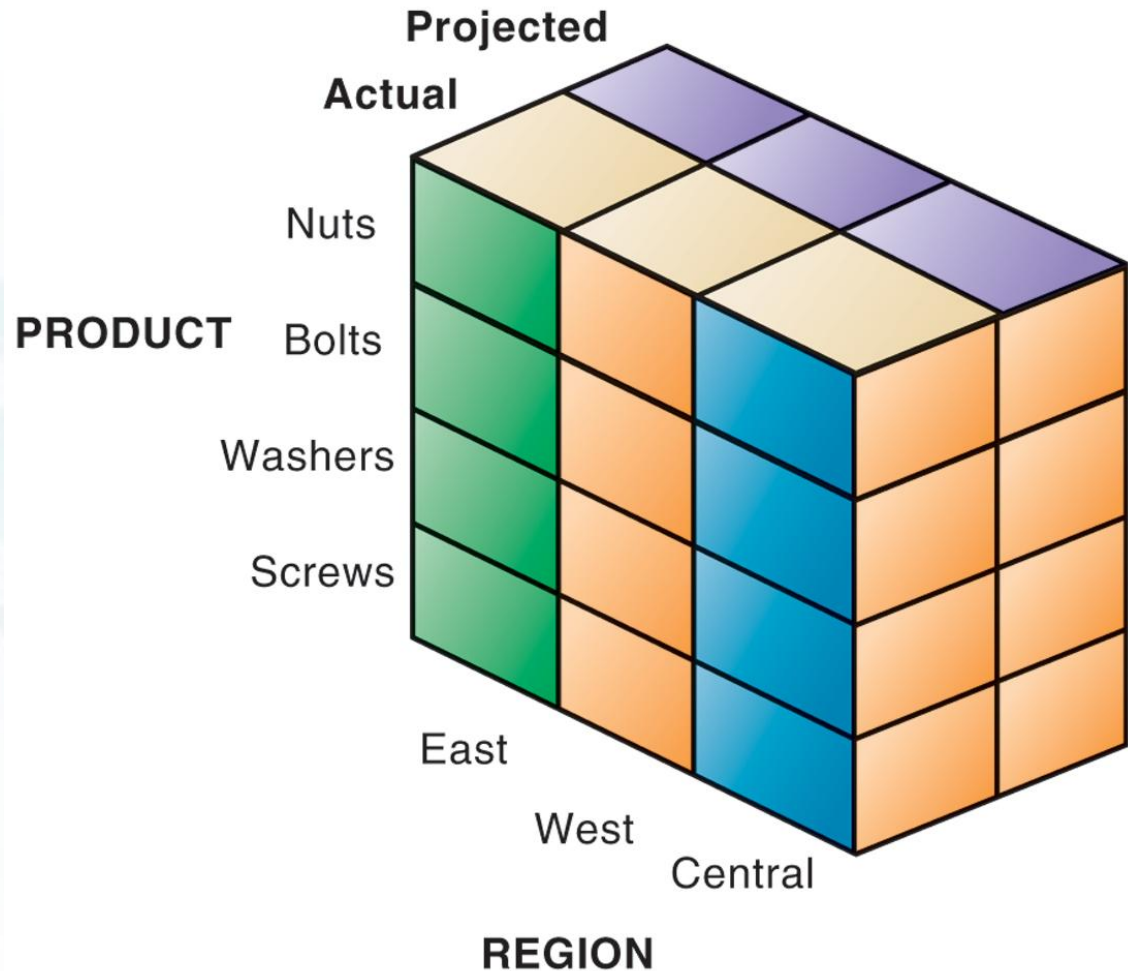 Projected
Actual
Nuts
PRODUCT
Bolts
Washers
Screws
East
West
Central
REGION